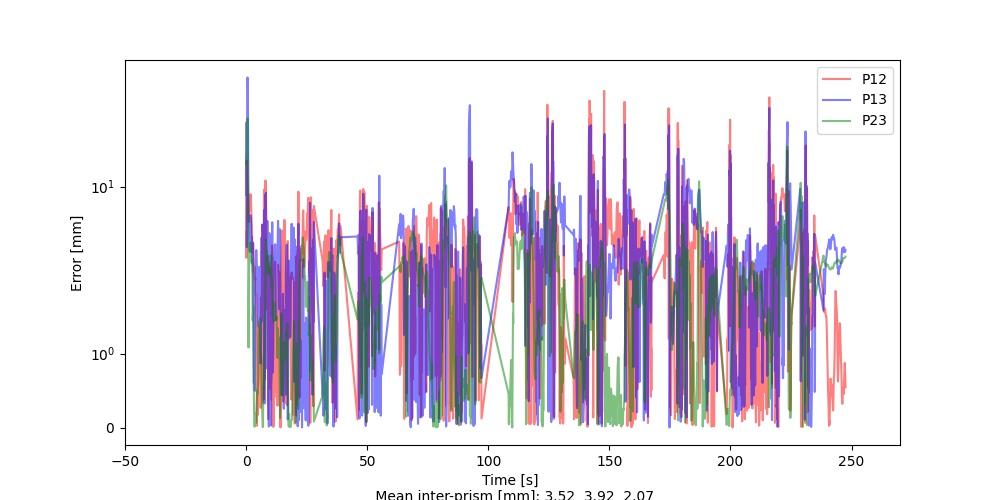 P12
P13
P23
10¹
10⁰
0
Error [mm]
−50 0 50 100 150 200 250
Time [s]
Mean inter-prism [mm]: 3.52 3.92 2.07